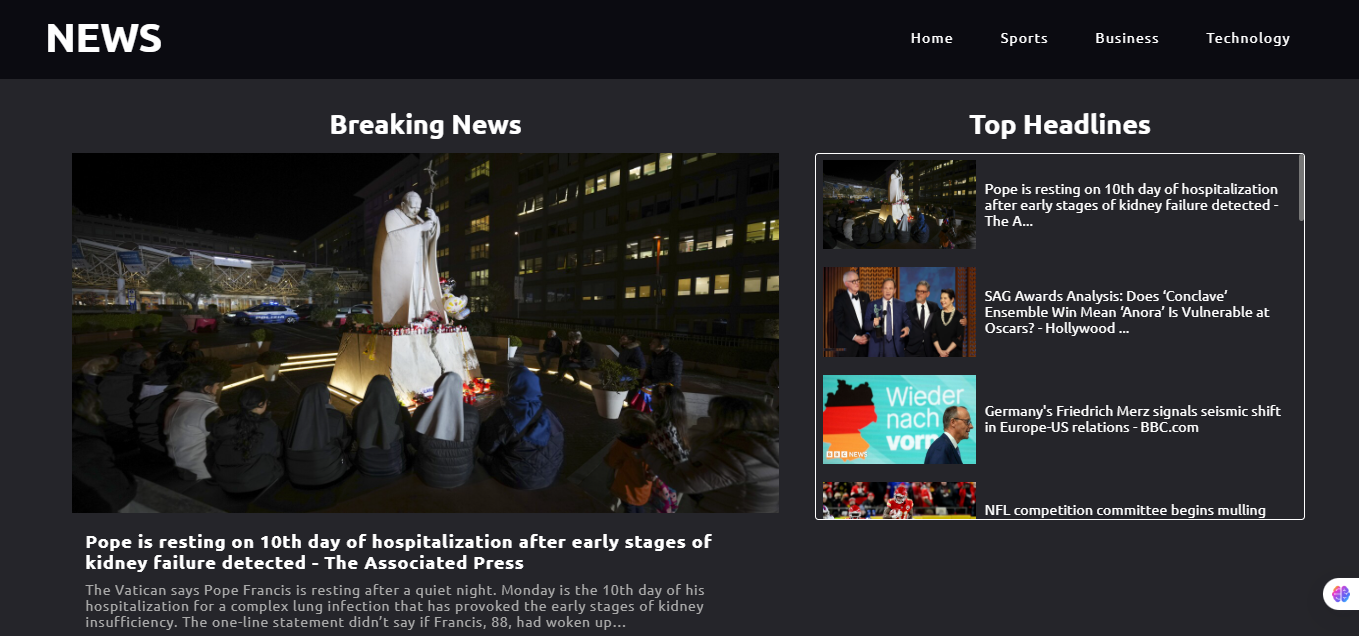 NEWS
Home
Sports
Business
Technology
Breaking News
Pope is resting on 10th day of hospitalization after early stages of
kidney failure detected - The Associated Press
The Vatican says Pope Francis is resting after a quiet night. Monday is the 10th day of his
hospitalization for a complex lung infection that has provoked the early stages of kidney
insufficiency. The one-line statement didn’t say if Francis, 88, had woken up…
Top Headlines
Pope is resting on 10th day of hospitalization
after early stages of kidney failure detected -
The A...
SAG Awards Analysis: Does ‘Conclave’
Ensemble Win Mean ‘Anora’ Is Vulnerable at
Oscars? - Hollywood ...
Wieder
nach
vorn
BBC NEWS
Germany's Friedrich Merz signals seismic shift
in Europe-US relations - BBC.com
NFL competition committee begins mulling